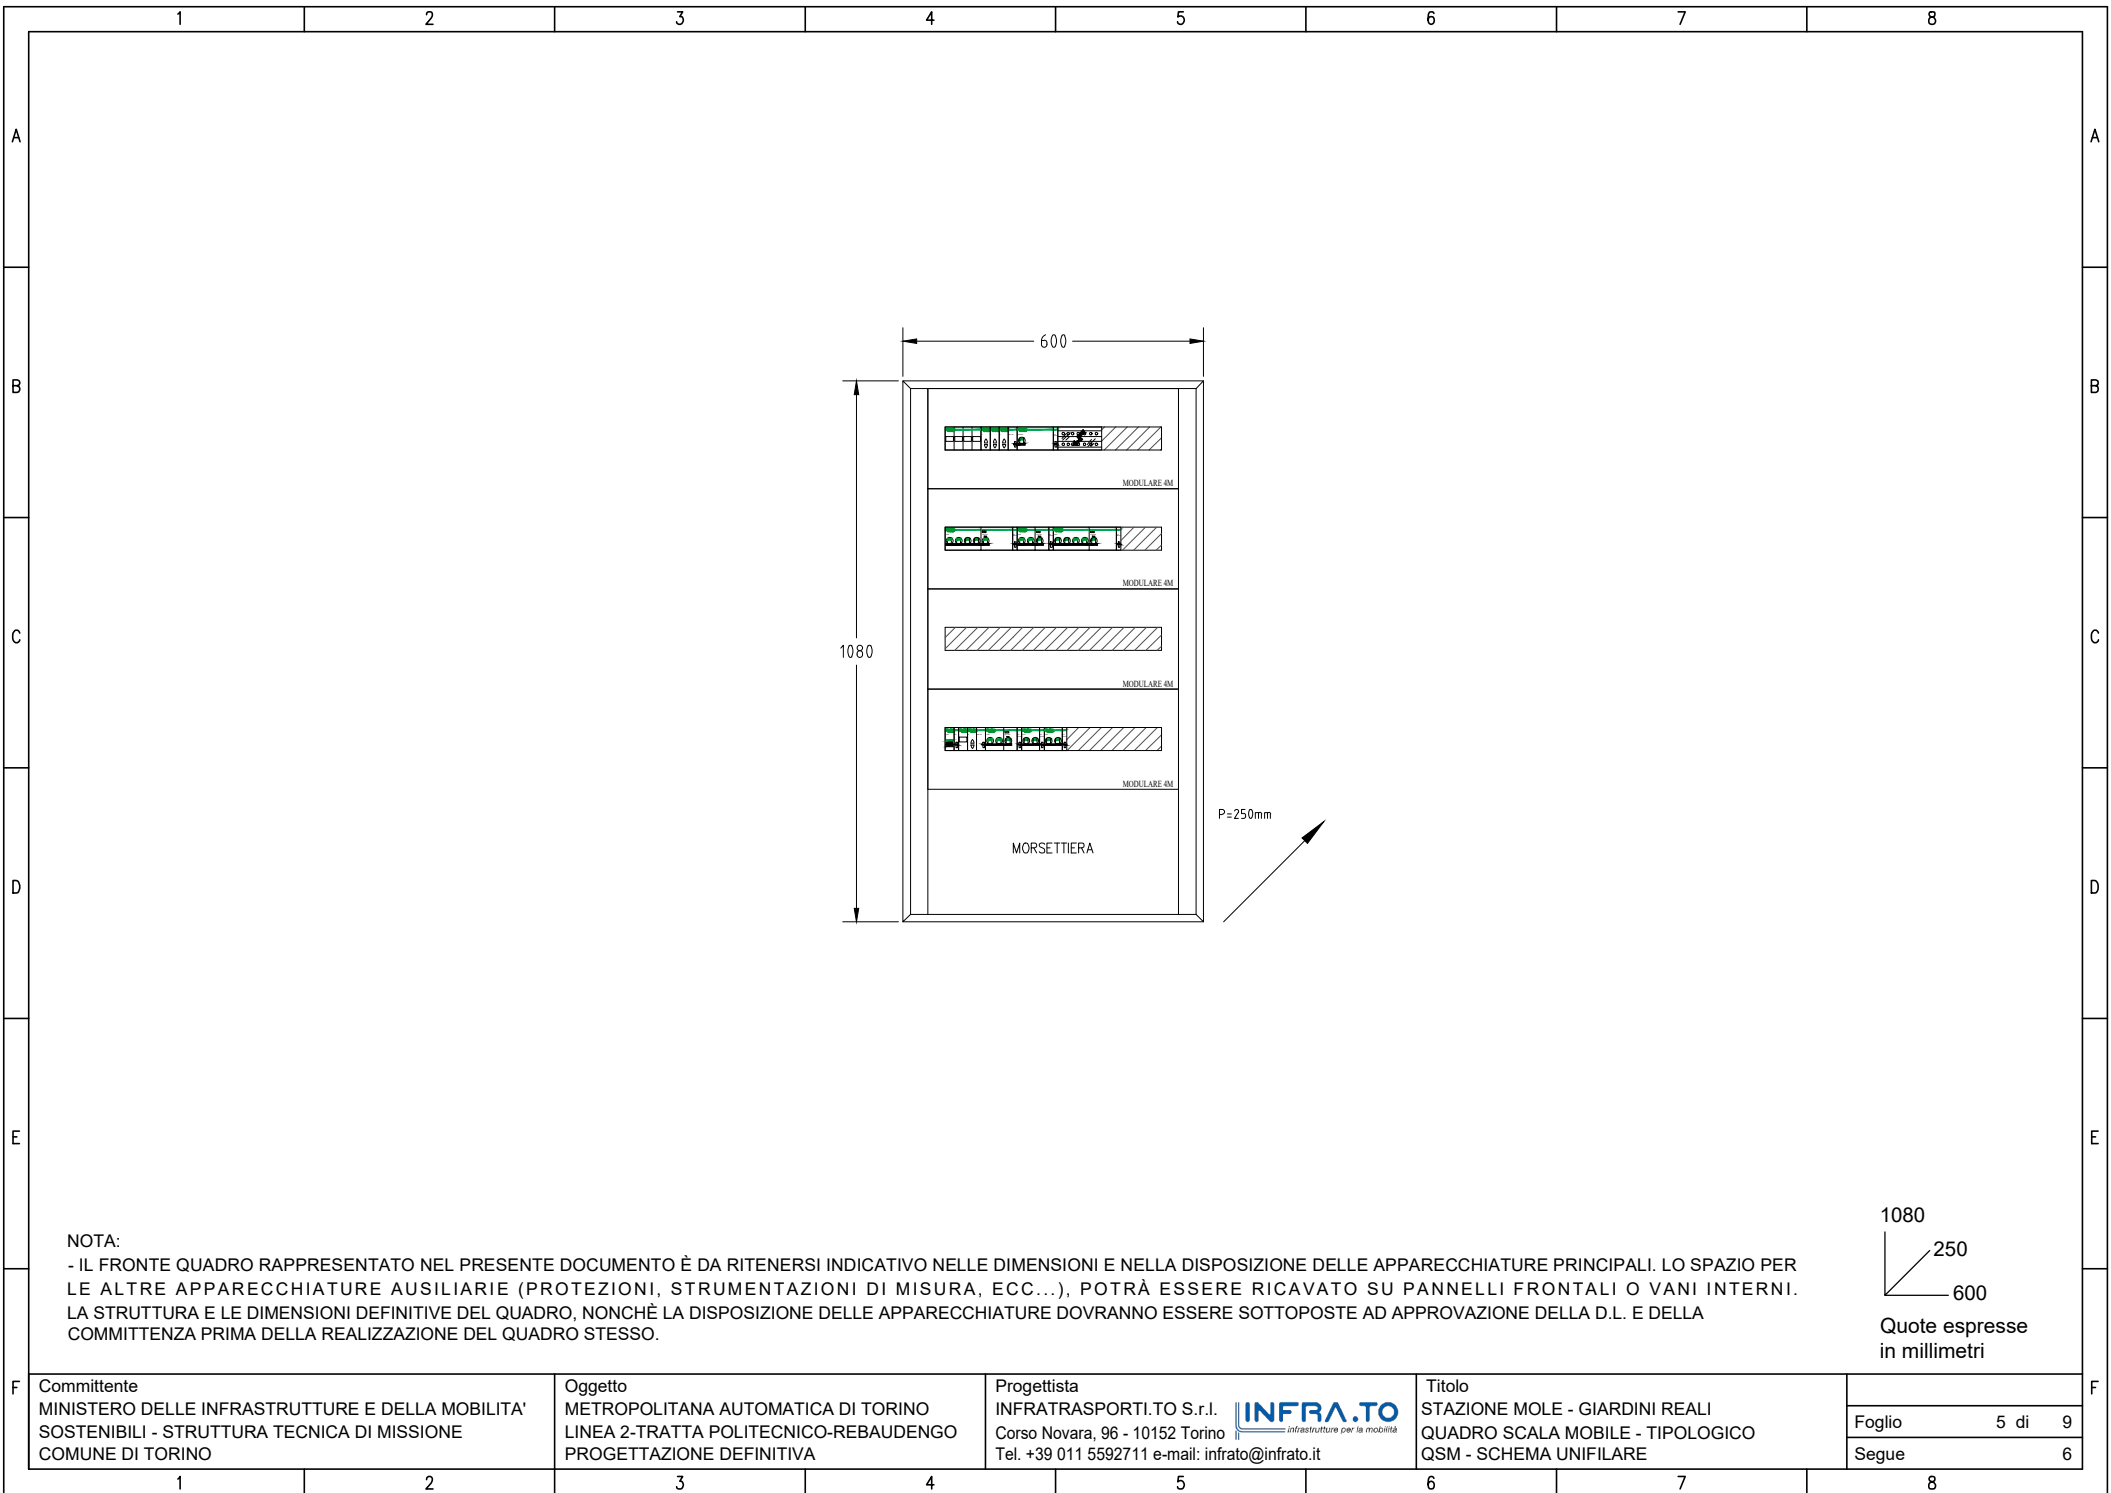 1 2 3 4 5 6 7 8
A A
B B
C C
D D
E E
F F
600
1080
MODULARE 4M
MODULARE 4M
MODULARE 4M
MODULARE 4M
MORSETTIERA
P=250mm
NOTA:
- IL FRONTE QUADRO RAPPRESENTATO NEL PRESENTE DOCUMENTO È DA RITENERSI INDICATIVO NELLE DIMENSIONI E NELLA DISPOSIZIONE DELLE APPARECCHIATURE PRINCIPALI. LO SPAZIO PER
LE ALTRE APPARECCHIATURE AUSILIARIE (PROTEZIONI, STRUMENTAZIONI DI MISURA, ECC...), POTRÀ ESSERE RICAVATO SU PANNELLI FRONTALI O VANI INTERNI.
LA STRUTTURA E LE DIMENSIONI DEFINITIVE DEL QUADRO, NONCHÈ LA DISPOSIZIONE DELLE APPARECCHIATURE DOVRANNO ESSERE SOTTOPOSTE AD APPROVAZIONE DELLA D.L. E DELLA
COMMITTENZA PRIMA DELLA REALIZZAZIONE DEL QUADRO STESSO.
1080
250
600
Quote espresse
in millimetri
Committente
MINISTERO DELLE INFRASTRUTTURE E DELLA MOBILITA'
SOSTENIBILI - STRUTTURA TECNICA DI MISSIONE
COMUNE DI TORINO
Oggetto
METROPOLITANA AUTOMATICA DI TORINO
LINEA 2-TRATTA POLITECNICO-REBAUDENGO
PROGETTAZIONE DEFINITIVA
Progettista
INFRATRASPORTI.TO S.r.l.
Corso Novara, 96 - 10152 Torino
Tel. +39 011 5592711 e-mail: infrato@infrato.it
INFRA.TO
infrastrutture per la mobilità
Titolo
STAZIONE MOLE - GIARDINI REALI
QUADRO SCALA MOBILE - TIPOLOGICO
QSM - SCHEMA UNIFILARE
Foglio 5 di 9
Segue 6
1 2 3 4 5 6 7 8